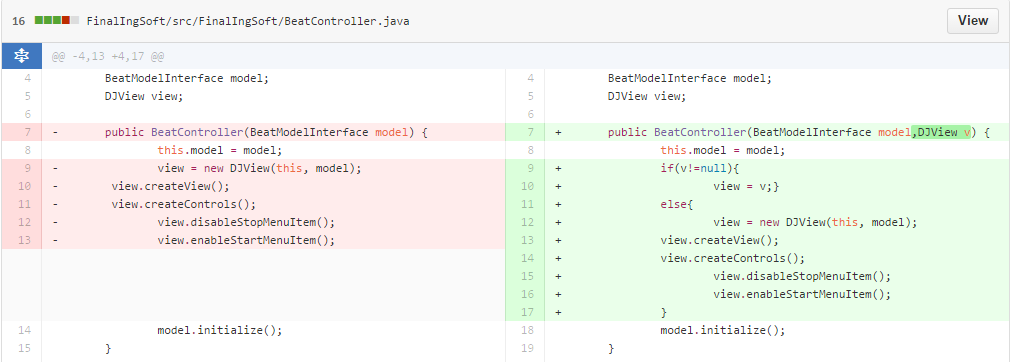 16 FinalIngSoft/src/FinalIngSoft/BeatController.java View
@@ -4,13 +4,17 @@
4 BeatModelInterface model; 4 BeatModelInterface model;
5 DJView view; 5 DJView view;
6 6
7 - public BeatController(BeatModelInterface model) { 7 + public BeatController(BeatModelInterface model,DJView v) {
8 this.model = model; 8 this.model = model;
9 - view = new DJView(this, model); 9 + if(v!=null){
10 - view.createView(); 10 + view = v;}
11 - view.createControls(); 11 + else{
12 - view.disableStopMenuItem(); 12 + view = new DJView(this, model);
13 - view.enableStartMenuItem(); 13 + view.createView();
14 + view.createControls();
15 + view.disableStopMenuItem();
16 + view.enableStartMenuItem();
17 + }
14 model.initialize(); 18 model.initialize();
15 } 19 }